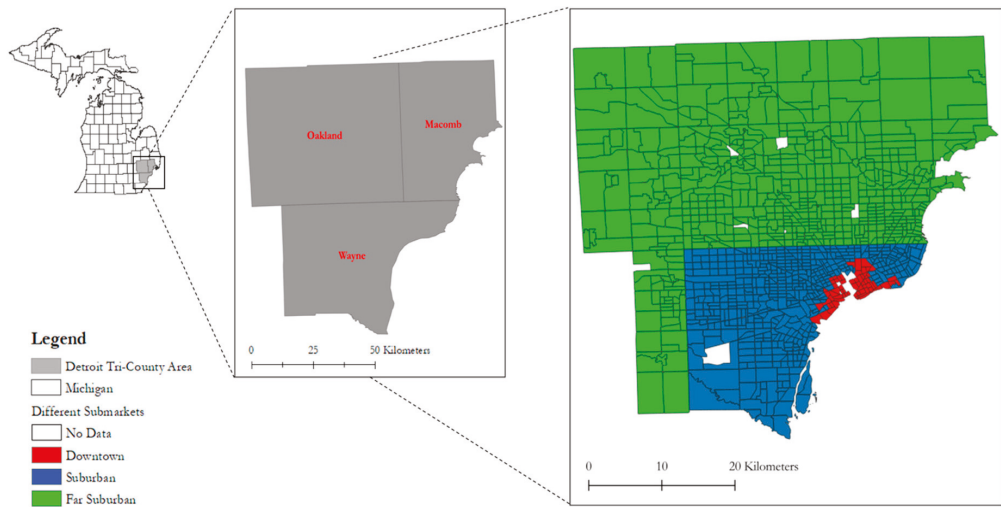 Oakland
Macomb
Wayne
0 25 50 Kilometers
0 10 20 Kilometers
Legend
Detroit Tri-County Area
Michigan
Different Submarkets
No Data
Downtown
Suburban
Far Suburban